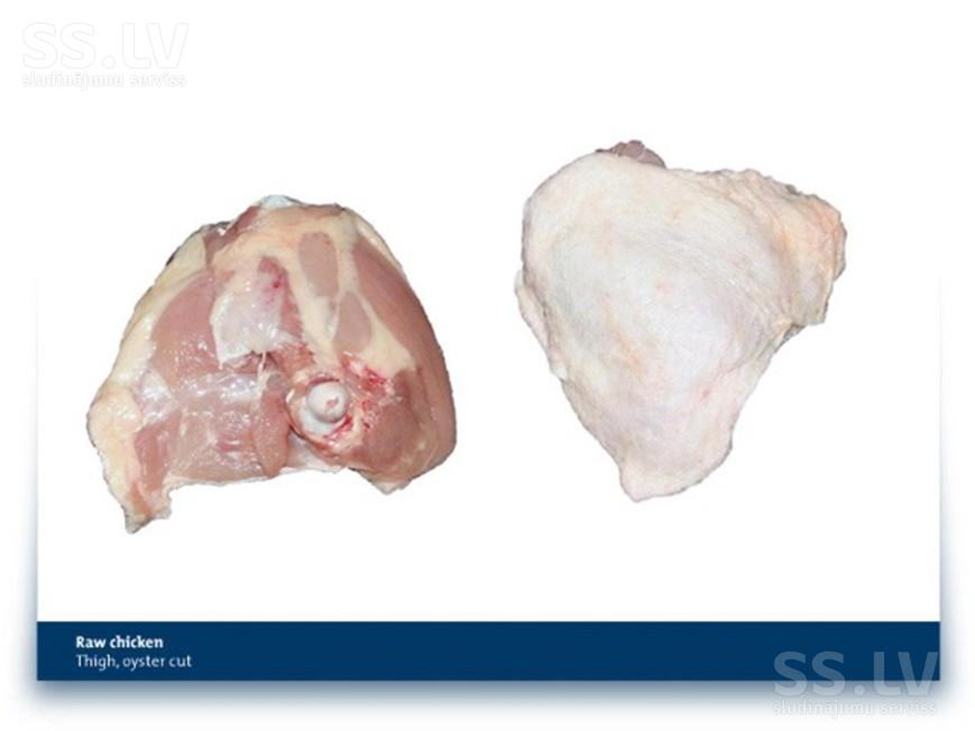 SS.LV
sludinājumu serviss
Raw chicken
Thigh, oyster cut
SS.LV
sludinājumu serviss